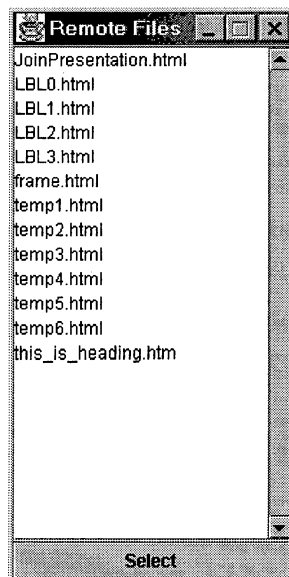 Remote Files
JoinPresentation.html
LBL0.html
LBL1.html
LBL2.html
LBL3.html
frame.html
temp1.html
temp2.html
temp3.html
temp4.html
temp5.html
temp6.html
this_is_heading.htm
Select